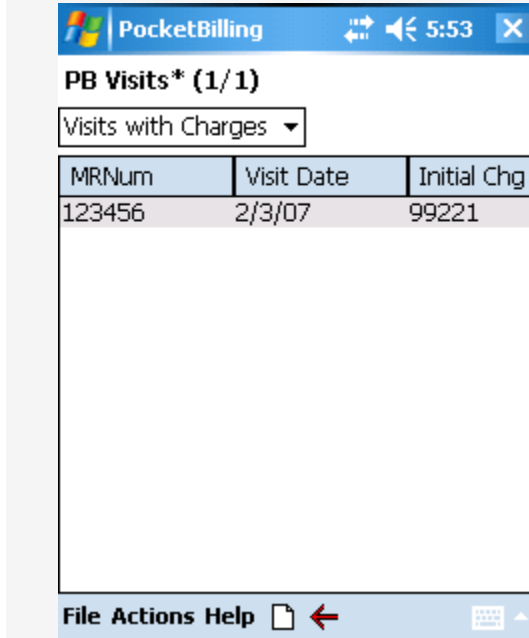 PocketBilling 5:53
PB Visits* (1/1)
Visits with Charges
MRNum Visit Date Initial Chg
123456 2/3/07 99221
File Actions Help